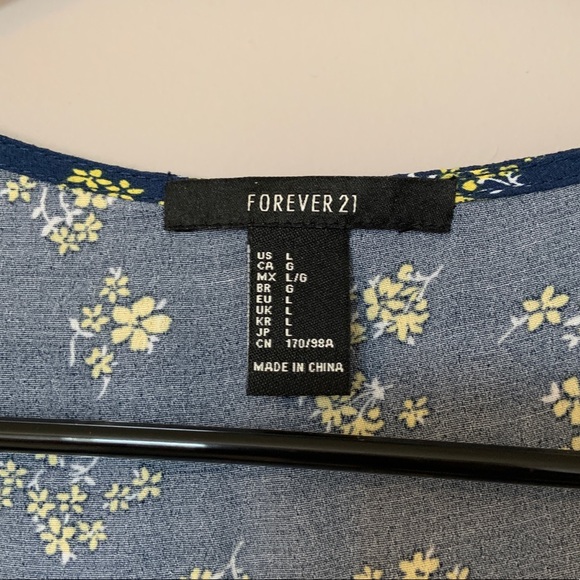 FOREVER 21
US L
CA G
MX L/G
BR G
EU L
UK L
KR L
JP L
CN 170/98A
MADE IN CHINA